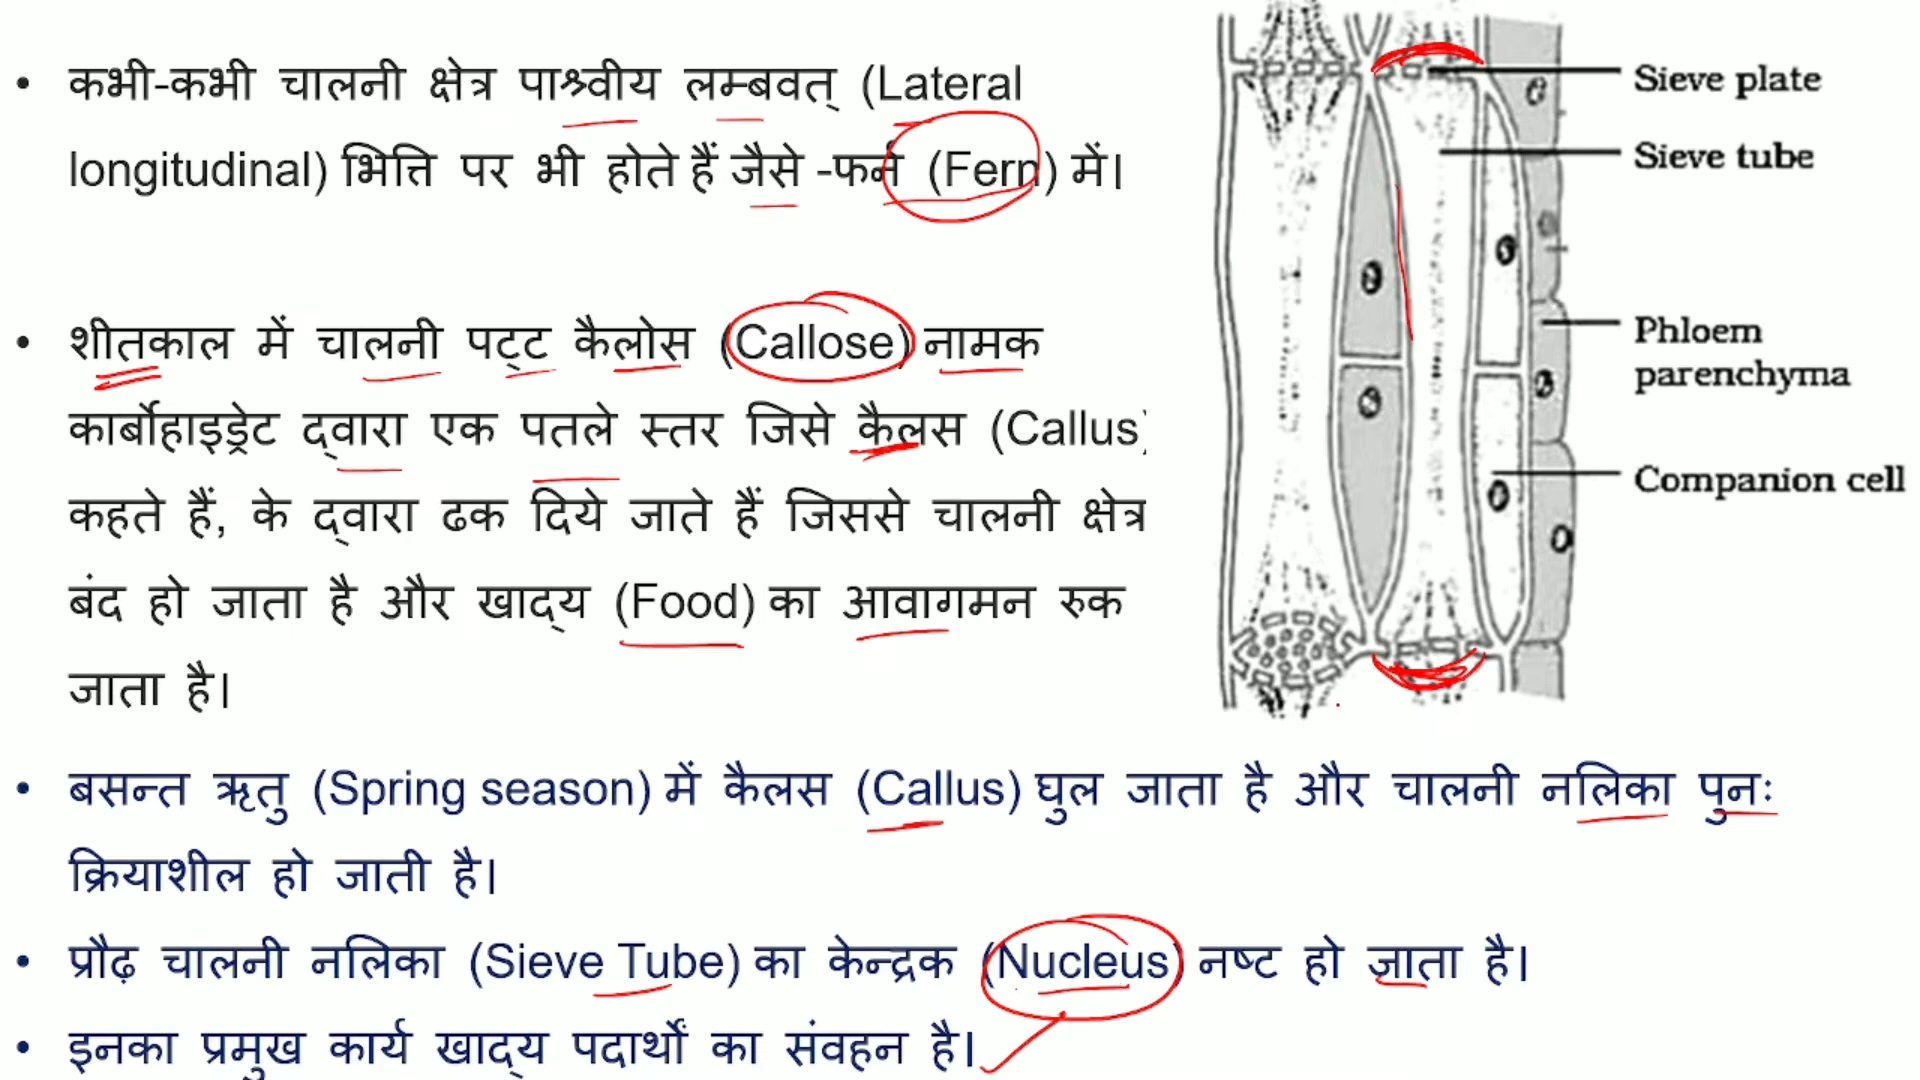 • कभी-कभी चालनी क्षेत्र पार्श्वीय लम्बवत् (Lateral
longitudinal) भित्ति पर भी होते हैं जैसे -फर्न (Fern) में।
• शीतकाल में चालनी पट्ट कैलोस (Callose) नामक
कार्बोहाइड्रेट द्वारा एक पतले स्तर जिसे कैलस (Callus)
कहते हैं, के द्वारा ढक दिये जाते हैं जिससे चालनी क्षेत्र
बंद हो जाता है और खाद्य (Food) का आवागमन रुक
जाता है।
• बसन्त ऋतु (Spring season) में कैलस (Callus) घुल जाता है और चालनी नलिका पुनः
क्रियाशील हो जाती है।
• प्रौढ़ चालनी नलिका (Sieve Tube) का केन्द्रक (Nucleus) नष्ट हो जाता है।
• इनका प्रमुख कार्य खाद्य पदार्थों का संवहन है।
Sieve plate
Sieve tube
Phloem
parenchyma
Companion cell